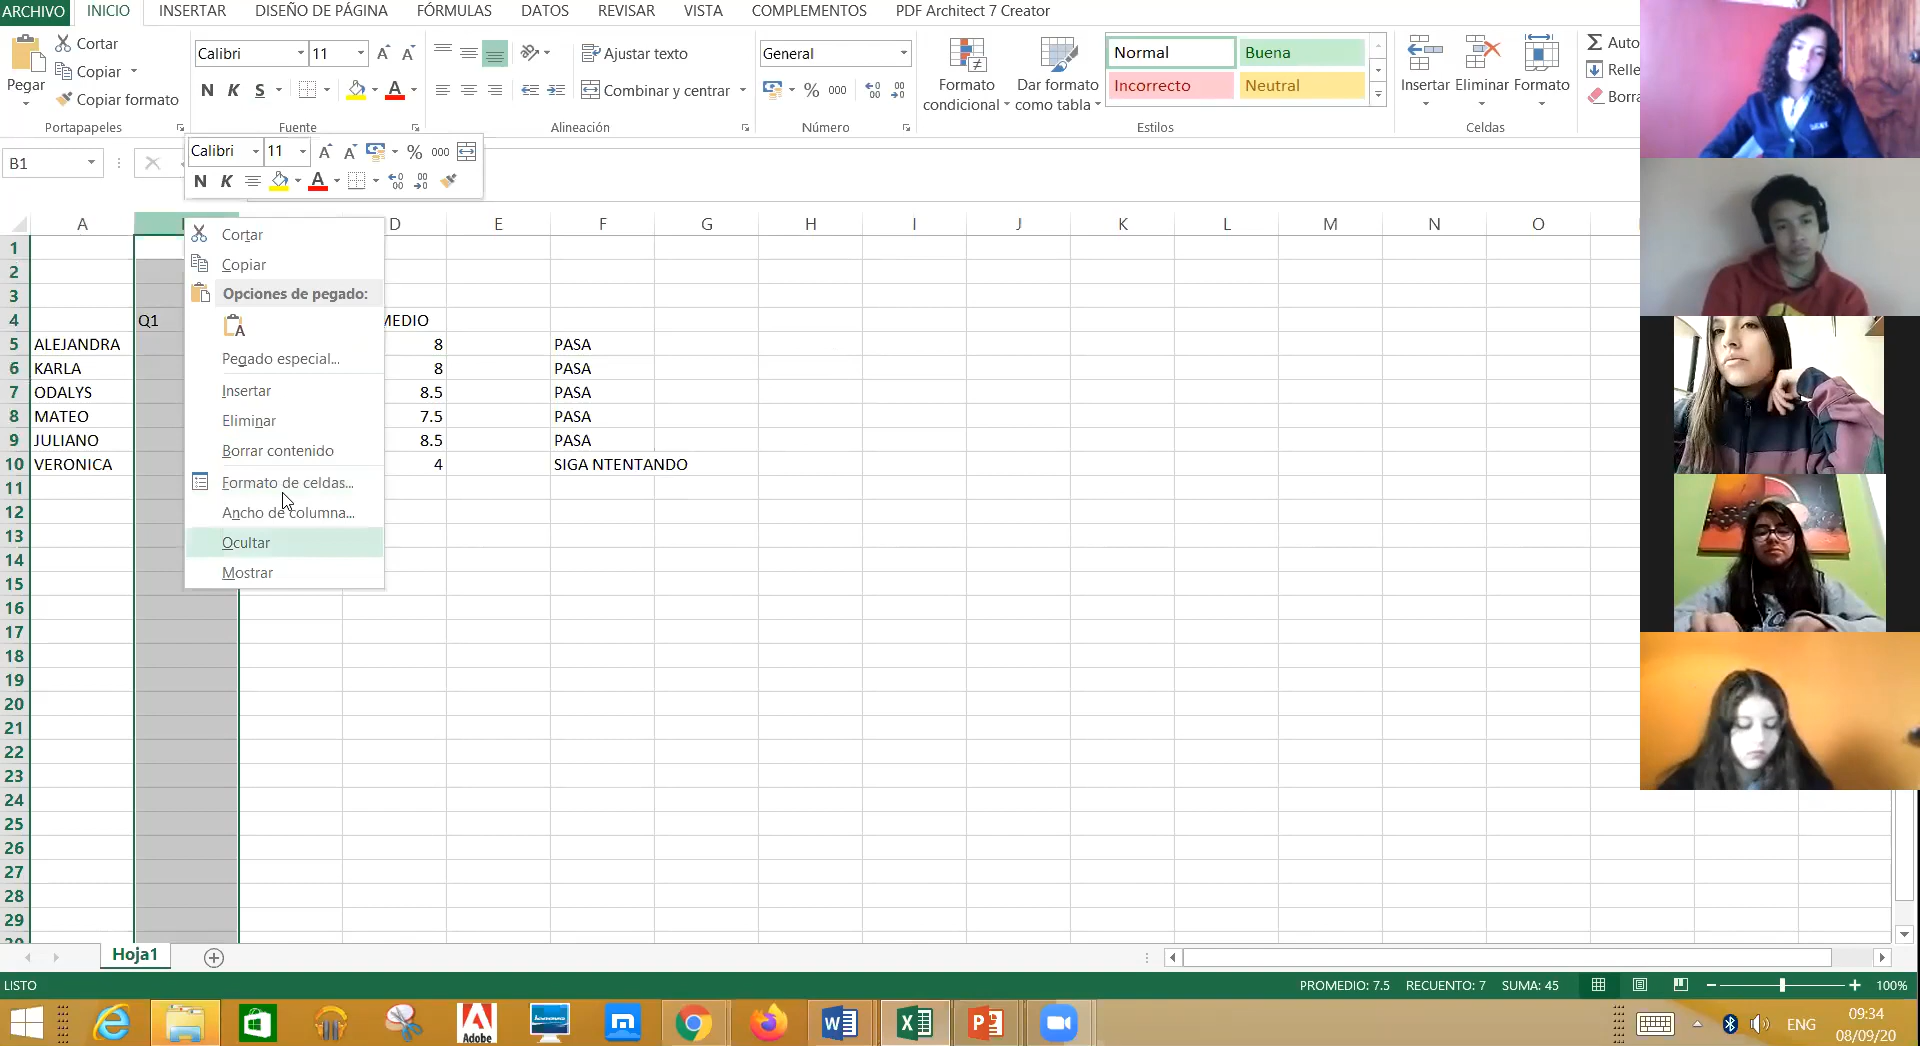 ARCHIVO INICIO INSERTAR DISEÑO DE PÁGINA FÓRMULAS DATOS REVISAR VISTA COMPLEMENTOS PDF Architect 7 Creator
Pegar
Cortar
Copiar
Copiar formato
Portapapeles
Calibri 11
N K S
Fuente
Ajustar texto
Combinar y centrar
Alineación
General
% 000
Número
Formato condicional
Dar formato como tabla
Normal Buena
Incorrecto Neutral
Estilos
Insertar Eliminar Formato
Celdas
Auto
Relle
Borra
B1
Calibri 11 % 000
N K
A D E F G H I J K L M N O
Cortar
Copiar
Opciones de pegado:
Pegado especial...
Insertar
Eliminar
Borrar contenido
Formato de celdas...
Ancho de columna...
Ocultar
Mostrar
1
2
3
4 Q1 MEDIO
5 ALEJANDRA 8 PASA
6 KARLA 8 PASA
7 ODALYS 8.5 PASA
8 MATEO 7.5 PASA
9 JULIANO 8.5 PASA
10 VERONICA 4 SIGA NTENTANDO
11
12
13
14
15
16
17
18
19
20
21
22
23
24
25
26
27
28
29
Hoja1
LISTO PROMEDIO: 7.5 RECUENTO: 7 SUMA: 45 100%
Adobe
ENG
09:34
08/09/20